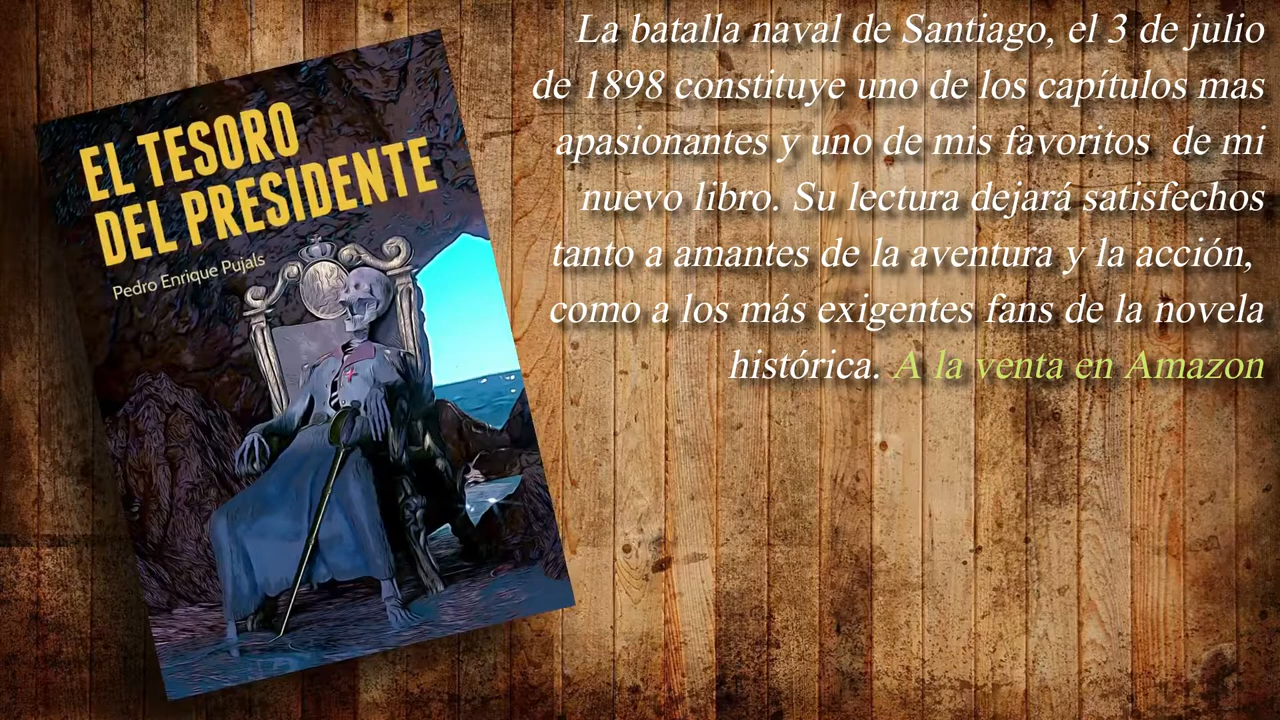 EL TESORO
DEL PRESIDENTE
Pedro Enrique Pujals
La batalla naval de Santiago, el 3 de julio
de 1898 constituye uno de los capítulos mas
apasionantes y uno de mis favoritos de mi
nuevo libro. Su lectura dejará satisfechos
tanto a amantes de la aventura y la acción,
como a los más exigentes fans de la novela
histórica. A la venta en Amazon